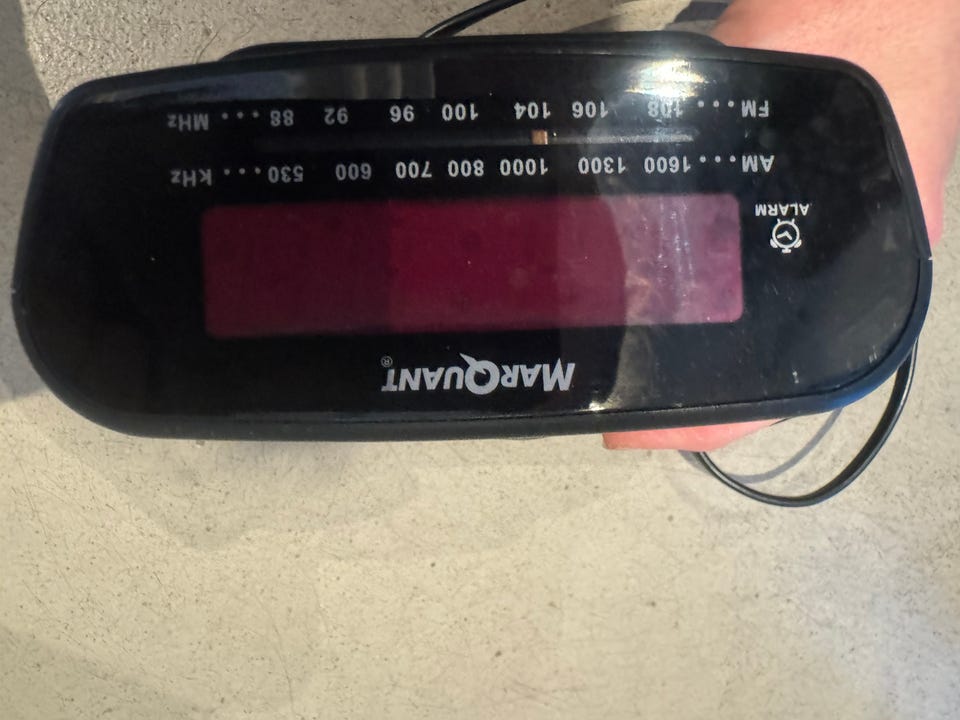 MARQUANT®
ALARM
AM....1600 1300 1000 800 700 600 530....kHz
FM....108 106 104 100 96 92 88 ....MHz